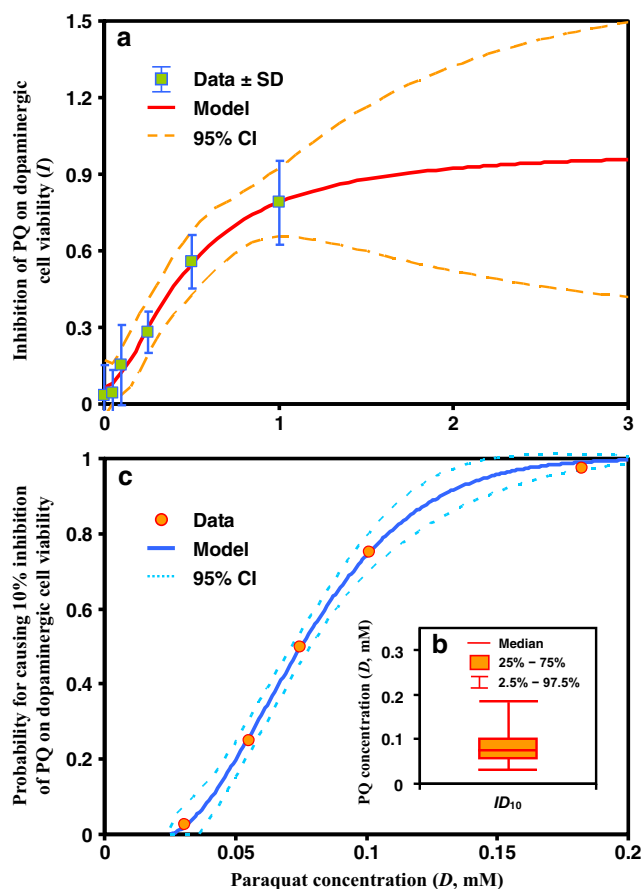 a
Data ± SD
Model
95% CI
Inhibition of PQ on dopaminergic
cell viability (I)
1.5
1.2
0.9
0.6
0.3
0
0 1 2 3
c
Data
Model
95% CI
Probability for causing 10% inhibition
of PQ on dopaminergic cell viability
1
0.8
0.6
0.4
0.2
0
b
Median
25% – 75%
2.5% – 97.5%
PQ concentration (D, mM)
0.3
0.2
0.1
0
ID10
0 0.05 0.1 0.15 0.2
Paraquat concentration (D, mM)